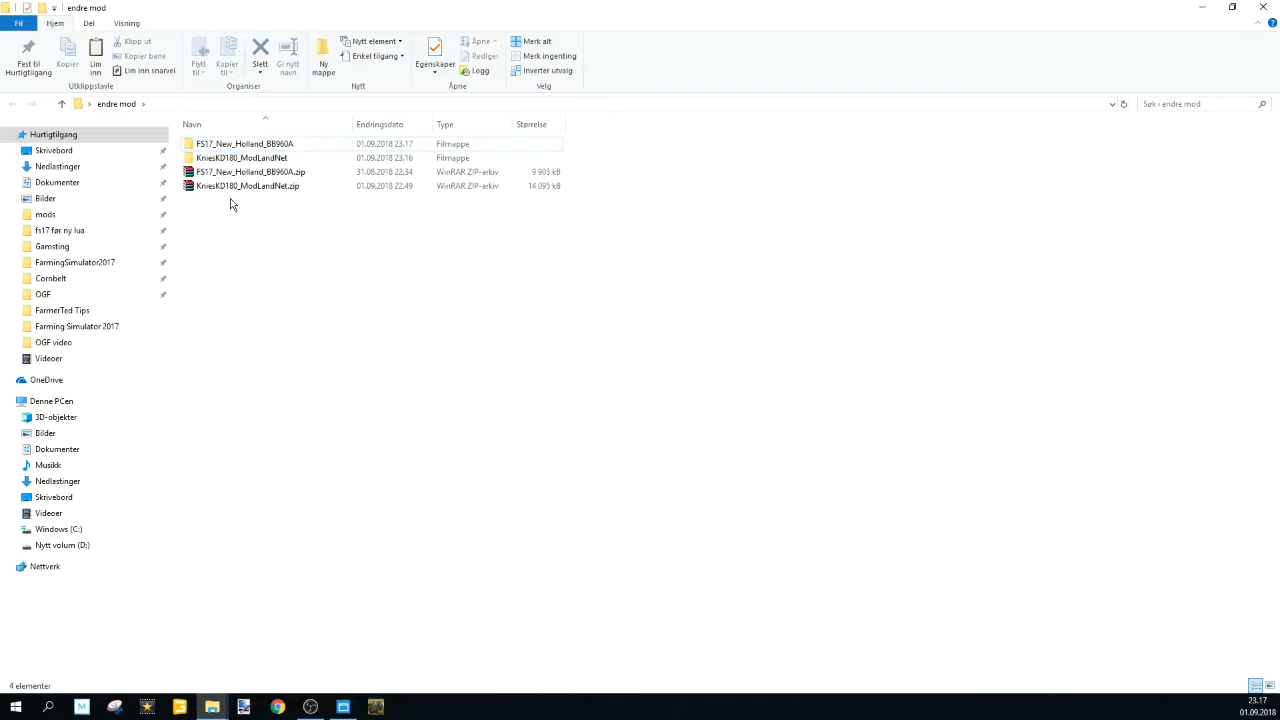 endre mod
Fil Hjem Del Visning
Fest til Hurtigtilgang
Kopier
Lim inn
Klipp ut
Kopier bane
Lim inn snarvei
Utklippstavle
Flytt til
Kopier til
Slett
Gi nytt navn
Organiser
Ny mappe
Nytt element
Enkel tilgang
Nytt
Egenskaper
Åpne
Rediger
Logg
Åpne
Merk alt
Merk ingenting
Inverter utvalg
Velg
endre mod
Søk i endre mod
Navn Endringsdato Type Størrelse
FS17_New_Holland_BB960A 01.09.2018 23.17 Filmappe
KniesKD180_ModLandNet 01.09.2018 23.16 Filmappe
FS17_New_Holland_BB960A.zip 31.08.2018 22.34 WinRAR ZIP-arkiv 9 903 kB
KniesKD180_ModLandNet.zip 01.09.2018 22.49 WinRAR ZIP-arkiv 14 095 kB
Hurtigtilgang
Skrivebord
Nedlastinger
Dokumenter
Bilder
mods
fs17 før ny lua
Gamsting
FarmingSimulator2017
Cornbelt
OGF
FarmerTed Tips
Farming Simulator 2017
OGF video
Videoer
OneDrive
Denne PCen
3D-objekter
Bilder
Dokumenter
Musikk
Nedlastinger
Skrivebord
Videoer
Windows (C:)
Nytt volum (D:)
Nettverk
4 elementer
23.17
01.09.2018